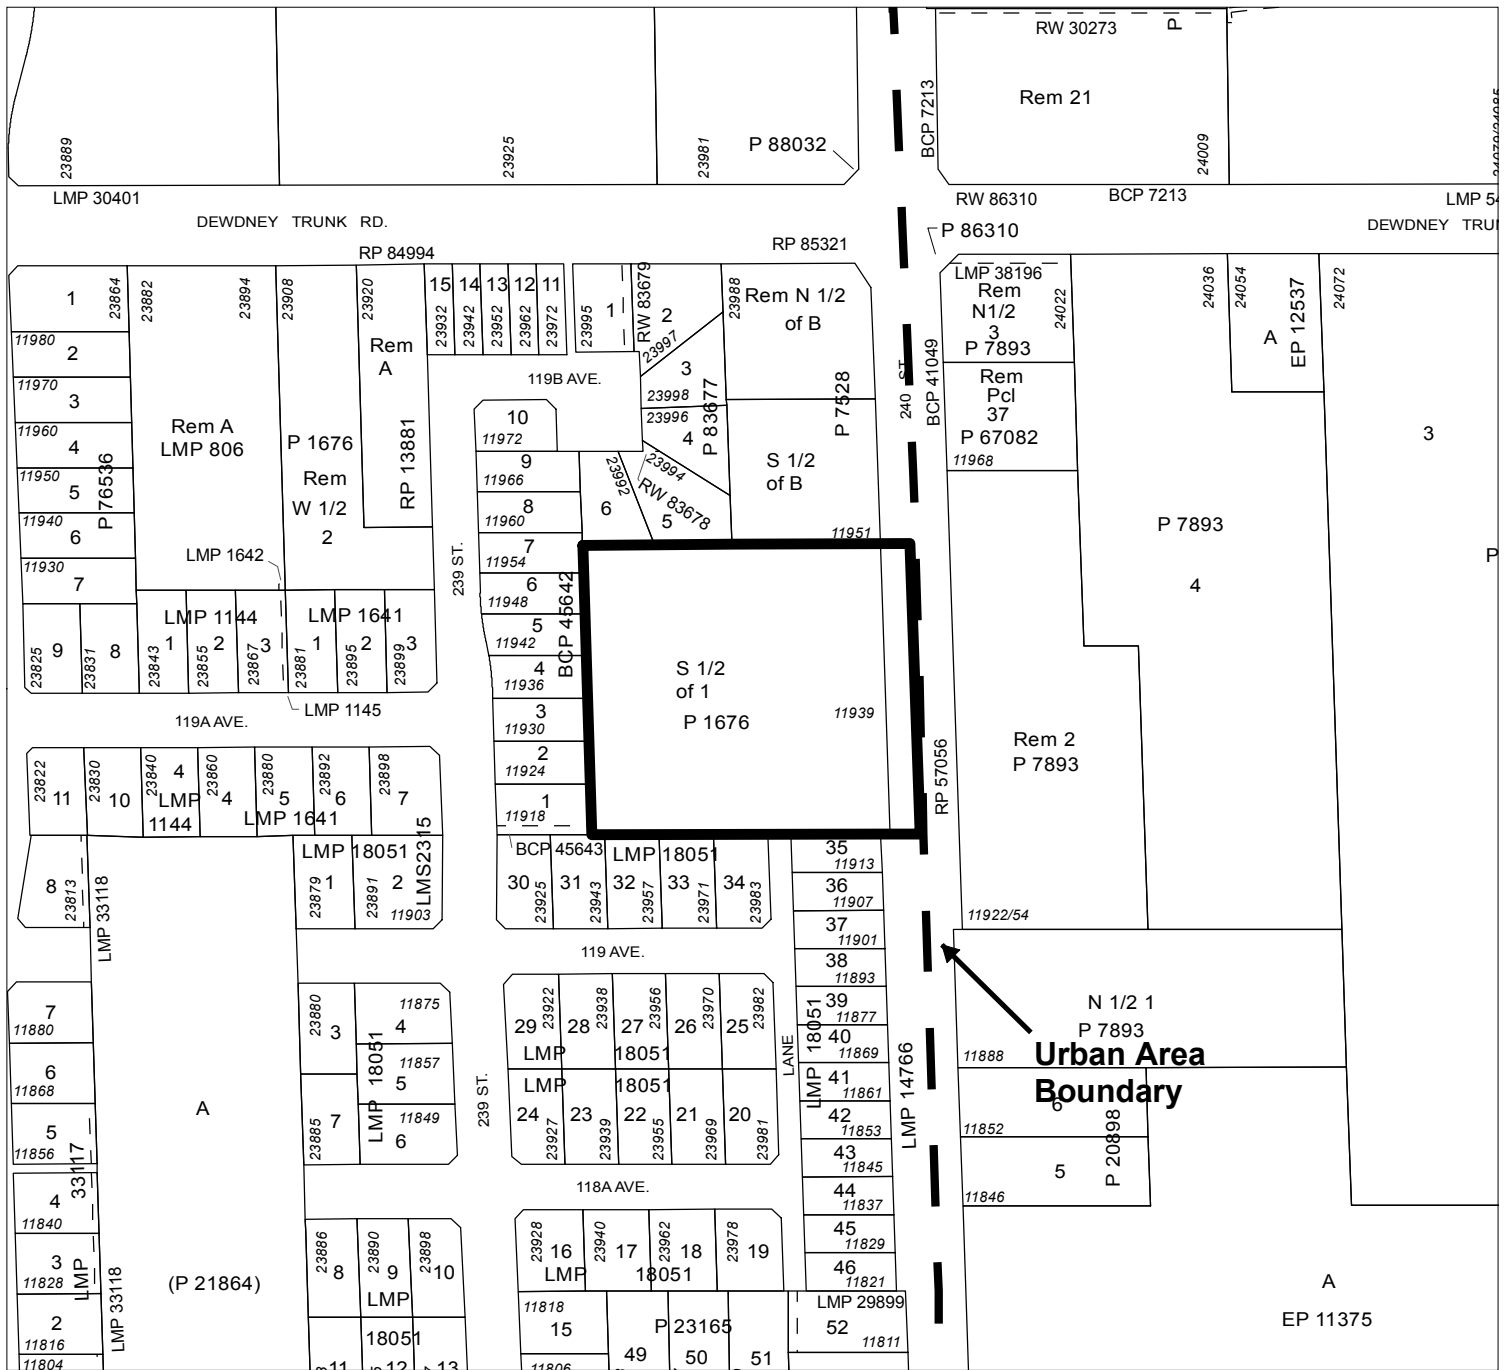 RW 30273
P
Rem 21
BCP 7213
23889
23925
23981
P 88032
24009
LMP 30401
RW 86310
BCP 7213
DEWDNEY TRUNK RD.
P 86310
RP 84994
RP 85321
LMP 38196
1
23864
23882
23894
23908
23920
15
14
13
12
11
23932
23942
23952
23962
23972
23995
1
RW 83679
2
23997
23988
Rem N 1/2
of B
Rem
N1/2
3
P 7893
24022
24036
24054
A
EP 12537
24072
11980
2
11970
3
11960
4
11950
5
11940
6
11930
7
P 76536
Rem A
LMP 806
P 1676
Rem
W 1/2
2
Rem
A
RP 13881
119B AVE.
3
23998
23996
4
P 83677
23994
RW 83678
5
23992
6
P 7528
S 1/2
of B
11951
240 ST.
BCP 41049
Rem
Pcl
37
P 67082
11968
3
P 7893
4
10
11972
9
11966
8
11960
7
11954
6
11948
5
11942
4
11936
3
11930
2
11924
1
11918
BCP 45642
239 ST.
LMP 1642
LMP 1144
LMP 1641
9
8
1
2
3
1
2
3
23825
23831
23843
23855
23867
23881
23895
23899
LMP 1145
119A AVE.
S 1/2
of 1
P 1676
11939
Rem 2
P 7893
RP 57056
11922/54
23822
23830
23840
23860
23880
23892
23898
11
10
4
LMP
1144
4
5
6
7
LMP 1641
LMS2315
8
23813
LMP 33118
LMP 18051
1
2
23879
23891
11903
BCP 45643
LMP 18051
30
31
32
33
34
23925
23943
23957
23971
23983
35
11913
36
11907
37
11901
38
11893
39
11877
40
11869
41
11861
42
11853
43
11845
44
11837
45
11829
46
11821
LMP 18051
LANE
LMP 14766
119 AVE.
23922
23938
23956
23970
23982
29
28
27
26
25
LMP 18051
LMP 18051
24
23
22
21
20
23927
23939
23955
23969
23981
239 ST.
118A AVE.
N 1/2 1
P 7893
11888
Urban Area
Boundary
6
11852
5
11846
P 20898
7
11880
6
11868
5
11856
4
11840
3
11828
2
11816
11804
LMP 33117
LMP 33118
A
(P 21864)
23880
3
4
11875
5
11857
11849
6
7
23885
LMP 18051
23886
23890
23898
8
9
10
LMP
18051
11
12
13
23928
23940
23962
23978
16
17
18
19
LMP 18051
11818
15
11806
P 23165
49
50
51
LMP 29899
52
11811
A
EP 11375